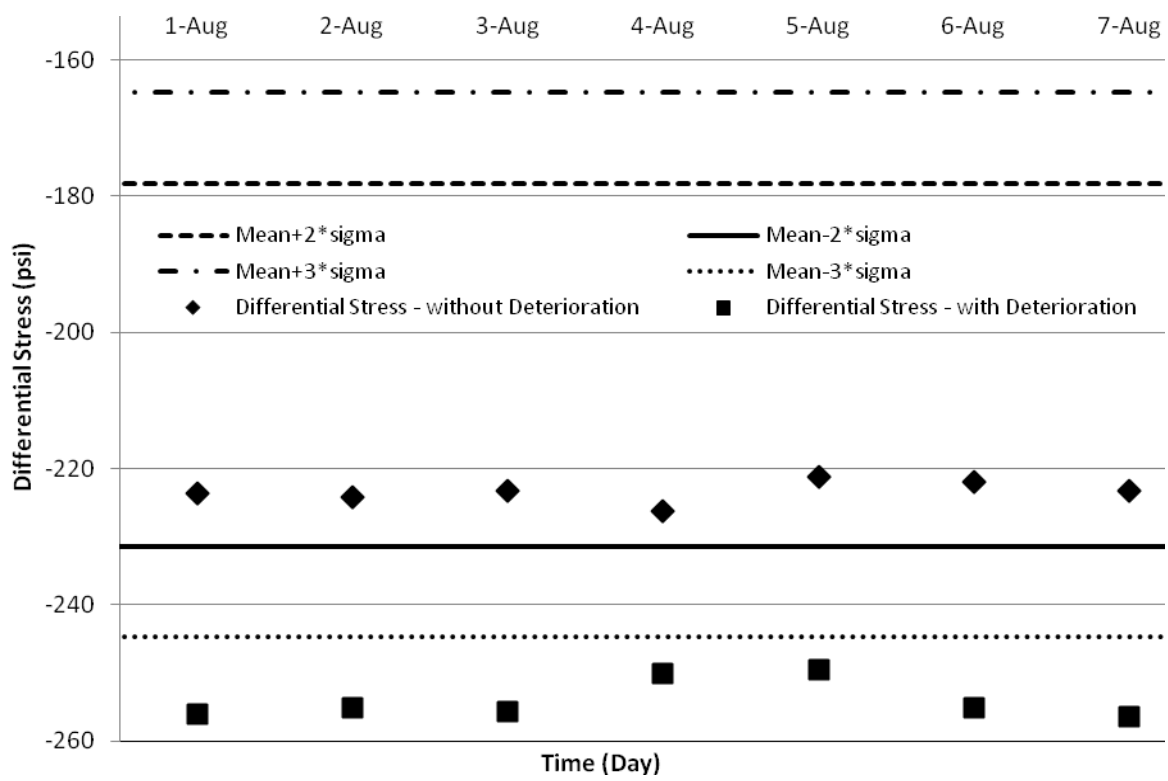 1-Aug 2-Aug 3-Aug 4-Aug 5-Aug 6-Aug 7-Aug
-160
-180
Mean+2*sigma Mean-2*sigma
Mean+3*sigma Mean-3*sigma
Differential Stress - without Deterioration Differential Stress - with Deterioration
-200
-220
-240
-260
Differential Stress (psi)
Time (Day)